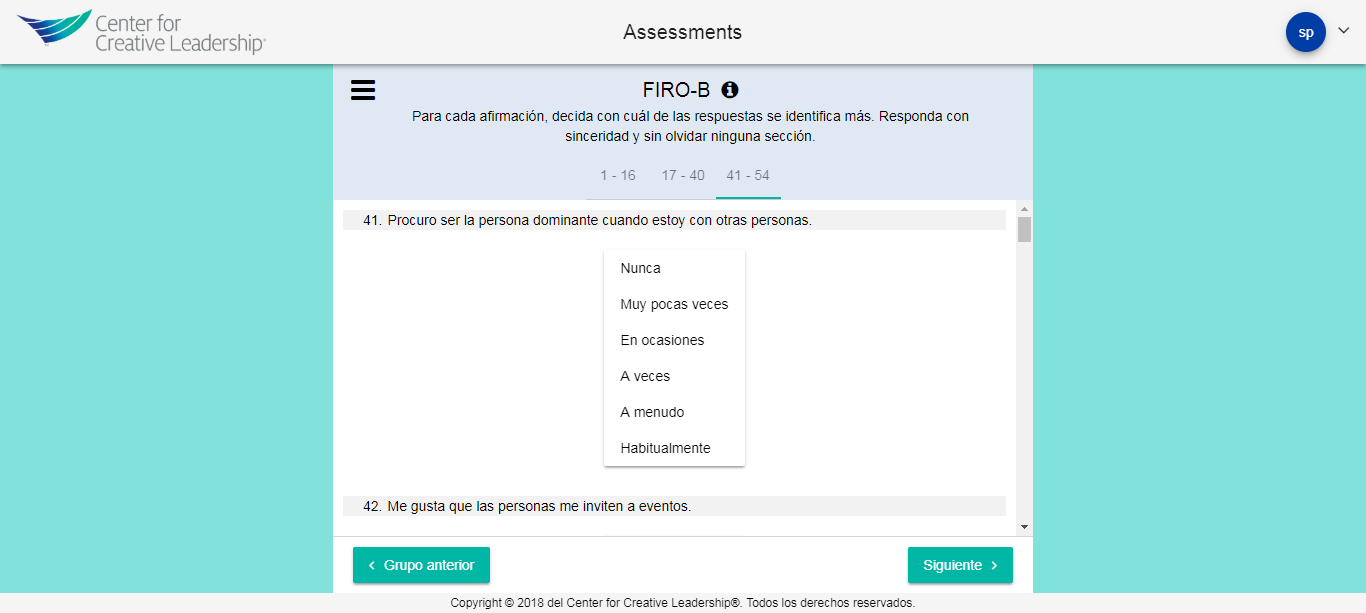 Center for
Creative Leadership®
Assessments
sp
FIRO-B
Para cada afirmación, decida con cuál de las respuestas se identifica más. Responda con
sinceridad y sin olvidar ninguna sección.
1 - 16 17 - 40 41 - 54
41. Procuro ser la persona dominante cuando estoy con otras personas.
Nunca
Muy pocas veces
En ocasiones
A veces
A menudo
Habitualmente
42. Me gusta que las personas me inviten a eventos.
Grupo anterior
Siguiente
Copyright © 2018 del Center for Creative Leadership®. Todos los derechos reservados.